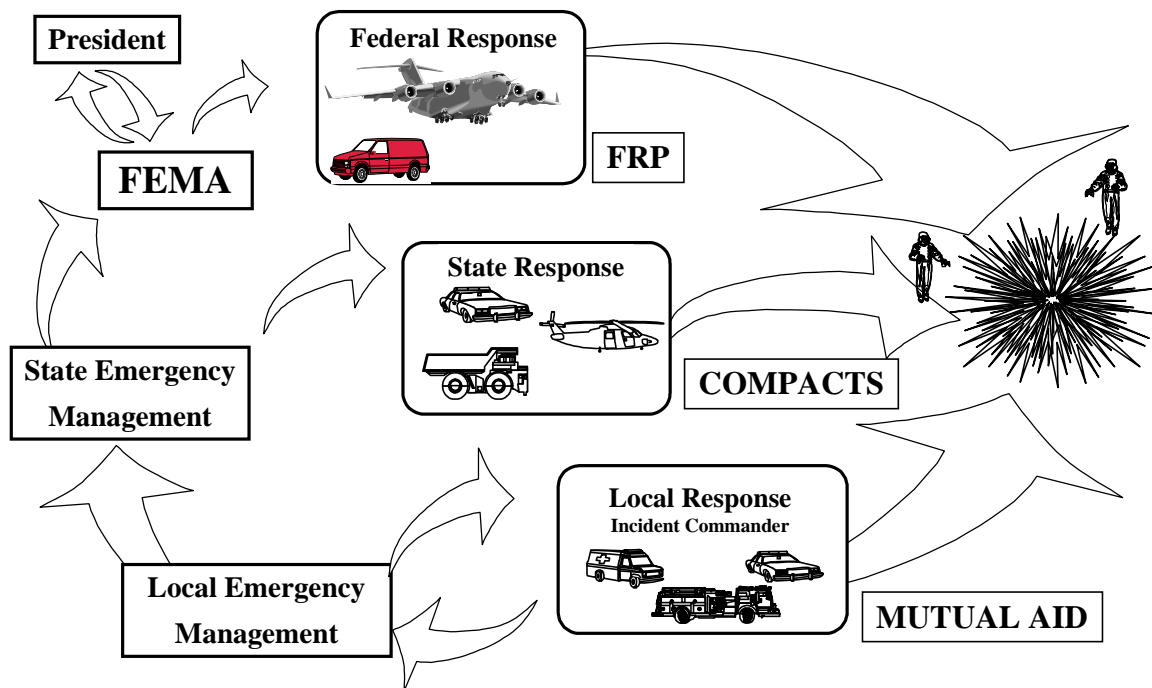 President
Federal Response
FEMA
FRP
State Response
State Emergency
Management
COMPACTS
Local Response
Incident Commander
Local Emergency
Management
MUTUAL AID